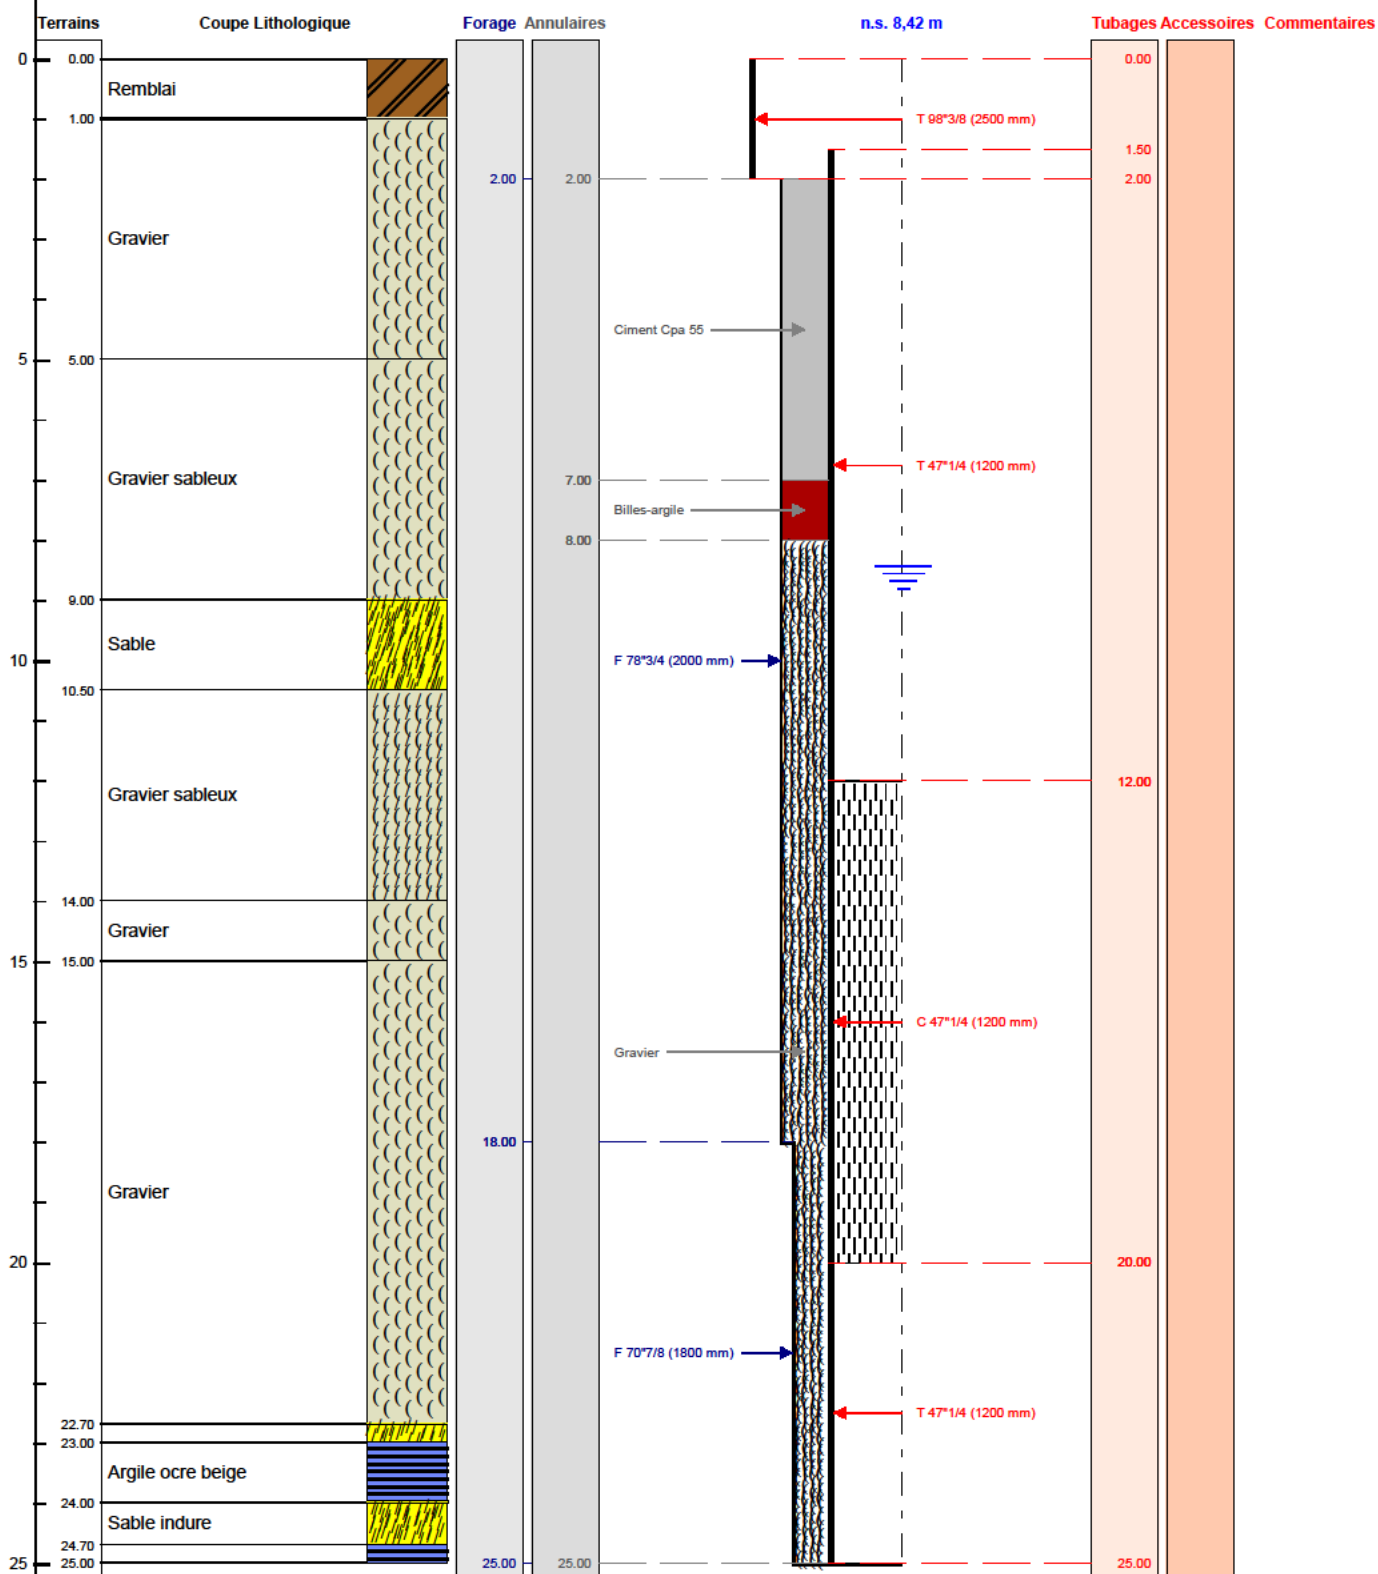 Terrains Coupe Lithologique Forage Annulaires n.s. 8,42 m Tubages Accessoires Commentaires
0 0.00 0.00
Remblai
1.00 T 98"3/8 (2500 mm)
1.50
2.00 2.00 2.00
Gravier
Ciment Cpa 55
5 5.00
T 47"1/4 (1200 mm)
Gravier sableux 7.00
Billes-argile
8.00
9.00
Sable
10 F 78"3/4 (2000 mm)
10.50
12.00
Gravier sableux
14.00
Gravier
15 15.00
C 47"1/4 (1200 mm)
Gravier
18.00
Gravier
20 20.00
F 70"7/8 (1800 mm)
T 47"1/4 (1200 mm)
22.70
23.00
Argile ocre beige
24.00
Sable indure
24.70
25 25.00 25.00 25.00 25.00